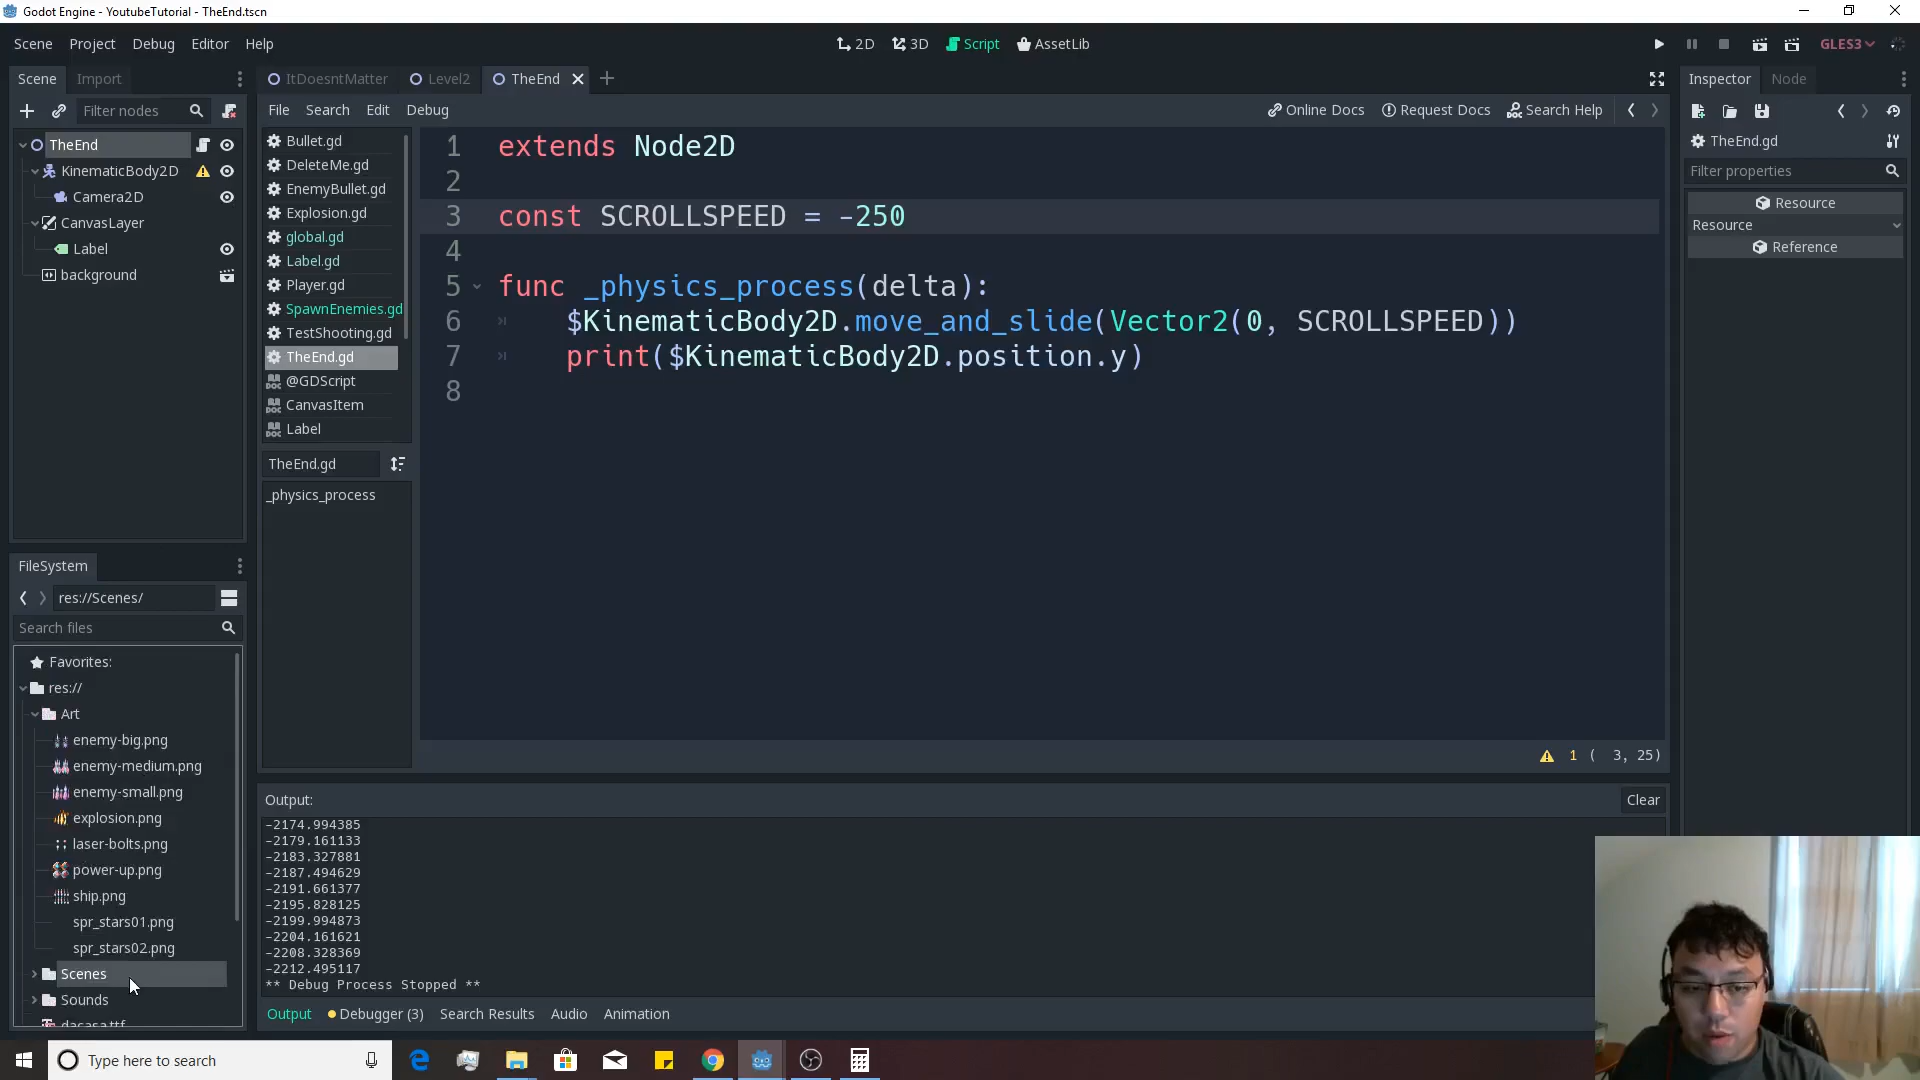 Godot Engine - YoutubeTutorial - TheEnd.tscn
Scene Project Debug Editor Help
2D 3D Script AssetLib
GLES3
Scene Import
Filter nodes
TheEnd
KinematicBody2D
Camera2D
CanvasLayer
Label
background
FileSystem
res://Scenes/
Search files
Favorites:
res://
Art
enemy-big.png
enemy-medium.png
enemy-small.png
explosion.png
laser-bolts.png
power-up.png
ship.png
spr_stars01.png
spr_stars02.png
Scenes
Sounds
dacasa.ttf
ItDoesntMatter Level2 TheEnd
File Search Edit Debug
Online Docs Request Docs Search Help
Bullet.gd
DeleteMe.gd
EnemyBullet.gd
Explosion.gd
global.gd
Label.gd
Player.gd
SpawnEnemies.gd
TestShooting.gd
TheEnd.gd
@GDScript
CanvasItem
Label
TheEnd.gd
_physics_process
1 extends Node2D
2
3 const SCROLLSPEED = -250
4
5 func _physics_process(delta):
6 $KinematicBody2D.move_and_slide(Vector2(0, SCROLLSPEED))
7 print($KinematicBody2D.position.y)
8
1 ( 3, 25)
Output:
Clear
-2174.994385
-2179.161133
-2183.327881
-2187.494629
-2191.661377
-2195.828125
-2199.994873
-2204.161621
-2208.328369
-2212.495117
** Debug Process Stopped **
Output Debugger (3) Search Results Audio Animation
Inspector Node
TheEnd.gd
Filter properties
Resource
Resource
Reference
Type here to search